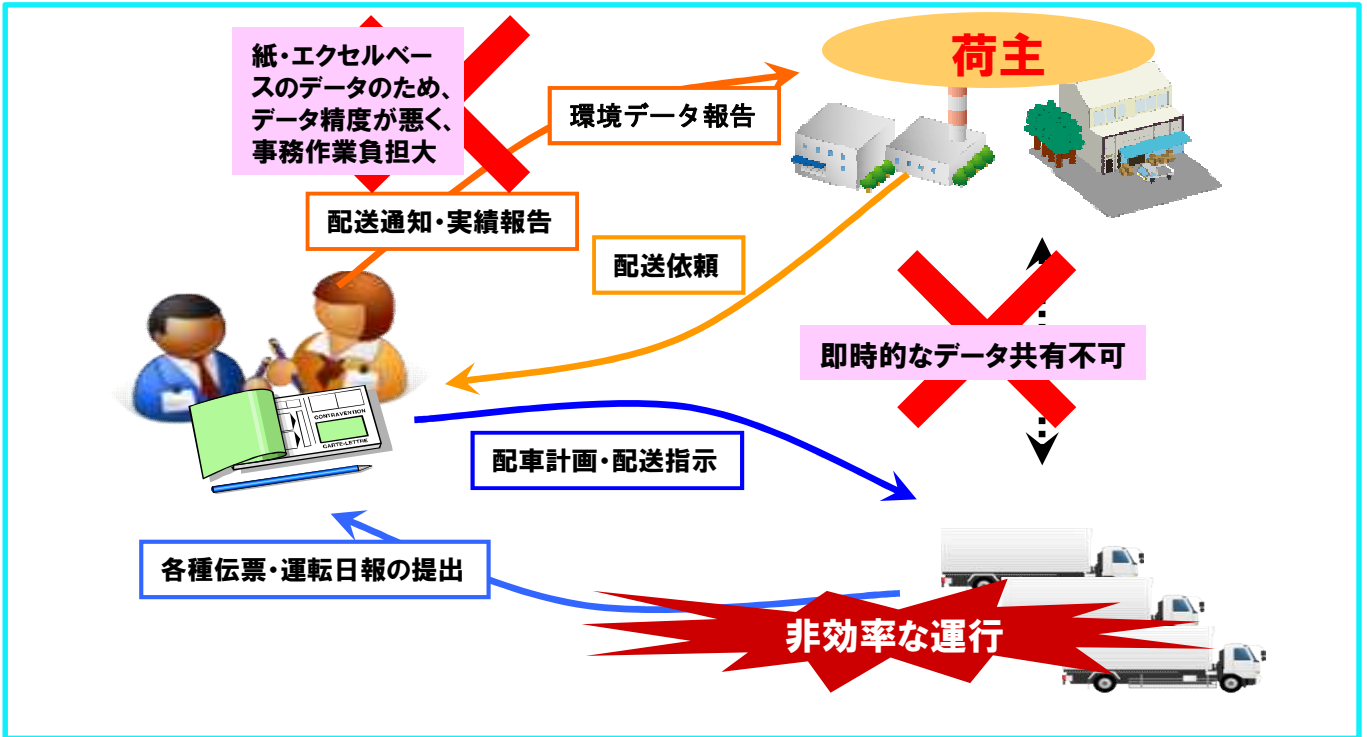 紙・エクセルベー
スのデータのため、
データ精度が悪く、
事務作業負担大
荷主
環境データ報告
配送通知・実績報告
配送依頼
即時的なデータ共有不可
CONTRAVENTION
CARTE-LETTRE
配車計画・配送指示
各種伝票・運転日報の提出
非効率な運行